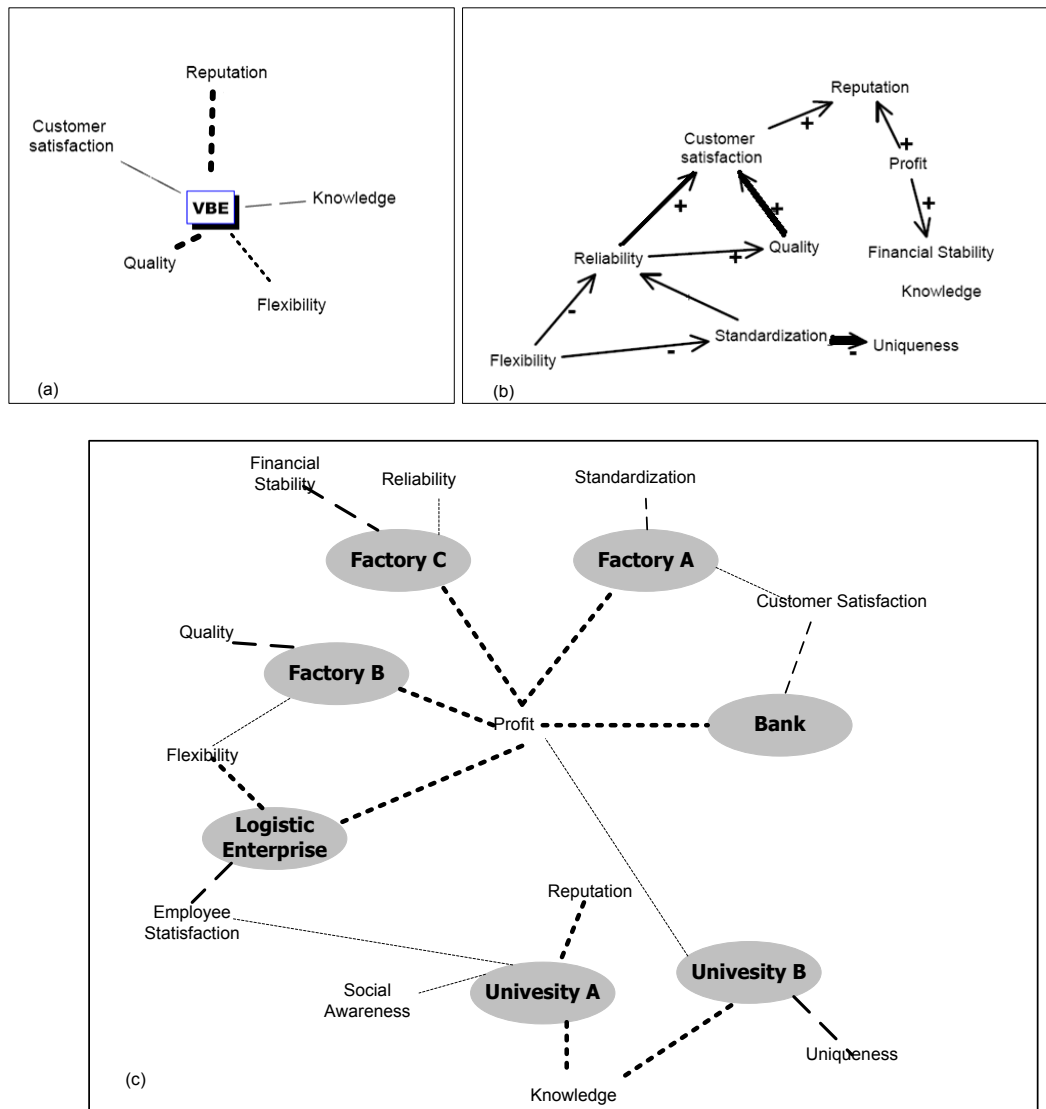 Reputation
Customer
satisfaction
Knowledge
VBE
Quality
Flexibility
(a)
Reputation
+
Customer
satisfaction
+
Profit
+
+
+
Reliability
+
Quality
Financial Stability
Knowledge
-
Standardization
Flexibility
-
-
Uniqueness
(b)
Financial
Stability
Reliability
Standardization
Factory C
Factory A
Customer Satisfaction
Quality
Factory B
Profit
Bank
Flexibility
Logistic
Enterprise
Reputation
Employee
Statisfaction
Univesity B
Social
Awareness
Univesity A
Uniqueness
(c)
Knowledge